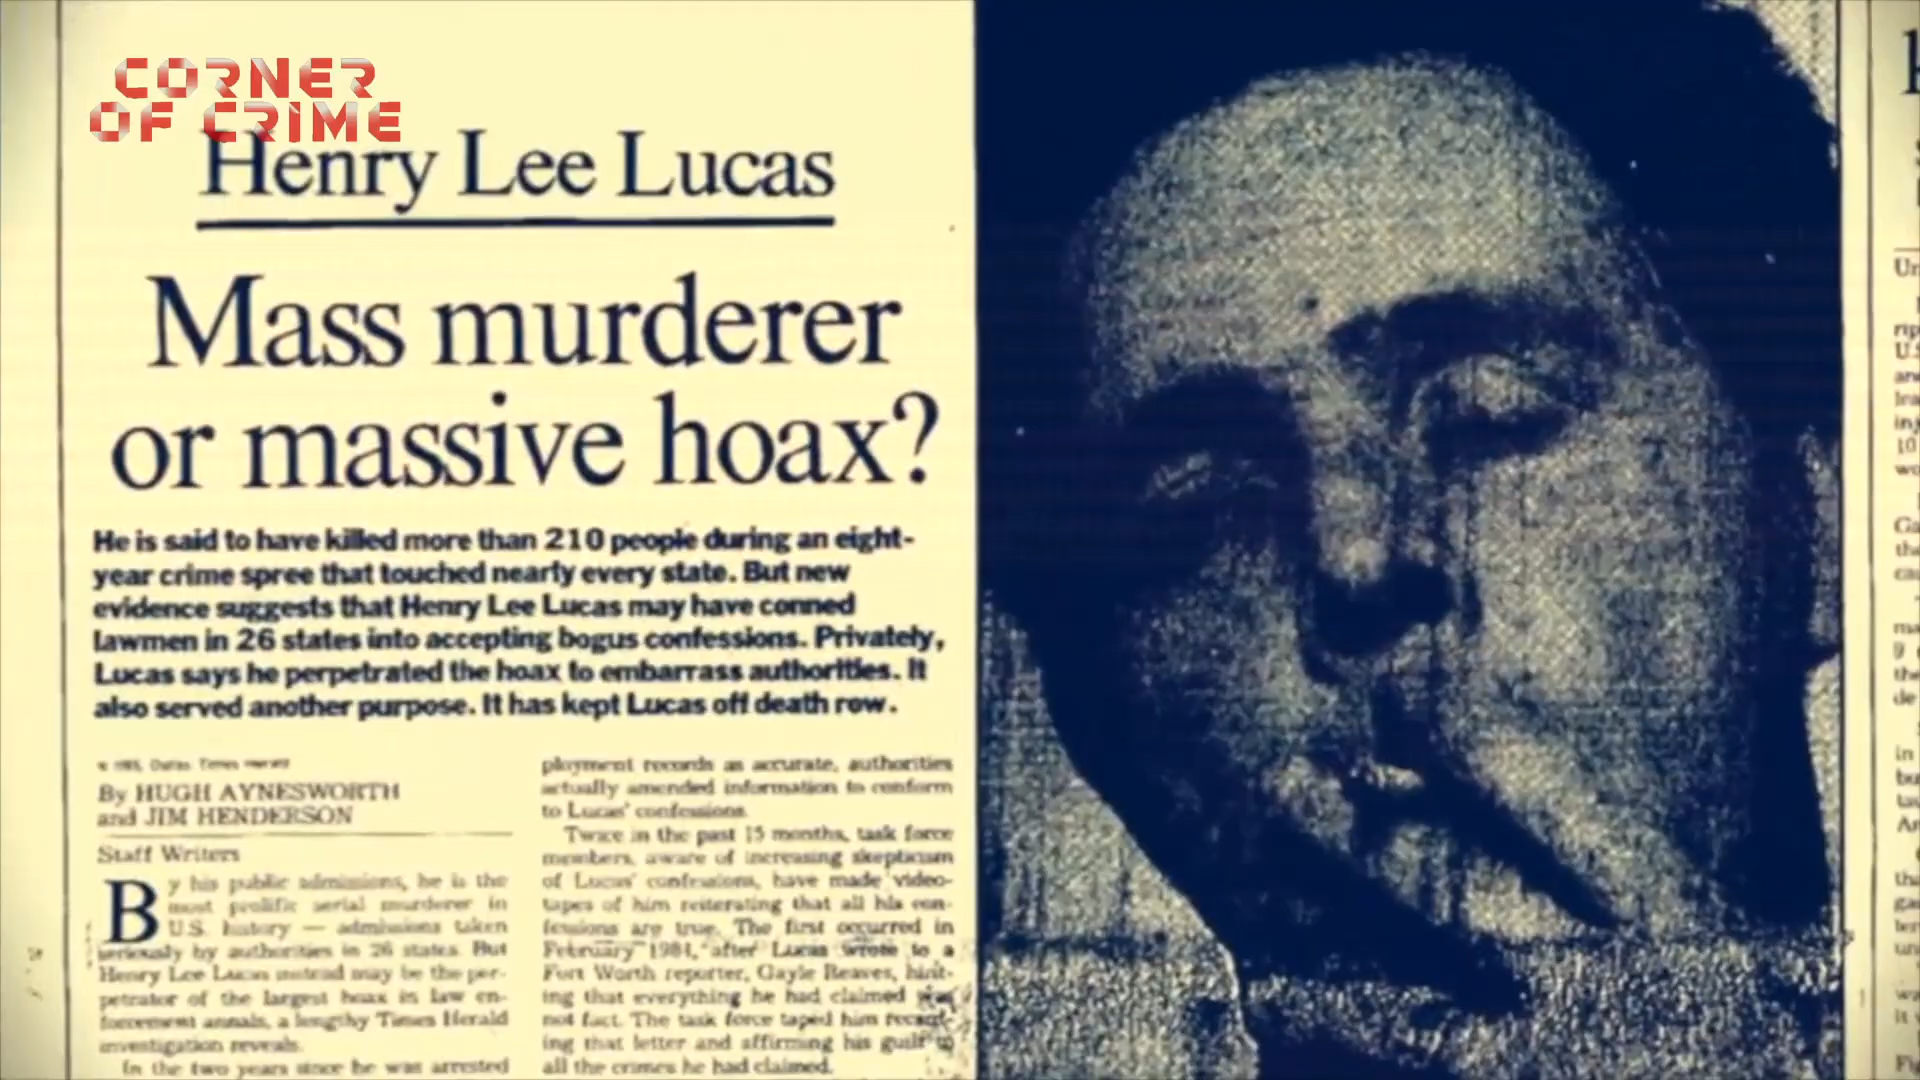 CORNER
OF CRIME
Henry Lee Lucas
Mass murderer
or massive hoax?
He is said to have killed more than 210 people during an eight-
year crime spree that touched nearly every state. But new
evidence suggests that Henry Lee Lucas may have conned
lawmen in 26 states into accepting bogus confessions. Privately,
Lucas says he perpetrated the hoax to embarrass authorities. It
also served another purpose. It has kept Lucas off death row.
By HUGH AYNESWORTH
and JIM HENDERSON
Staff Writers
By his public admissions, he is the
most prolific serial murderer in
U.S. history — admissions taken
seriously by authorities in 26 states. But
Henry Lee Lucas instead may be the per-
petrator of the largest hoax in law en-
forcement annals, a lengthy Times Herald
investigation reveals.
In the two years since he was arrested
ployment records as accurate, authorities
actually amended information to conform
to Lucas' confessions.
Twice in the past 15 months, task force
members, aware of increasing skepticism
of Lucas' confessions, have made video-
tapes of him reiterating that all his con-
fessions are true. The first occurred in
February 1984, after Lucas wrote to a
Fort Worth reporter, Gayle Reaves, hint-
ing that everything he had claimed was
not fact. The task force taped him recant-
ing that letter and affirming his guilt to
all the crimes he had claimed.